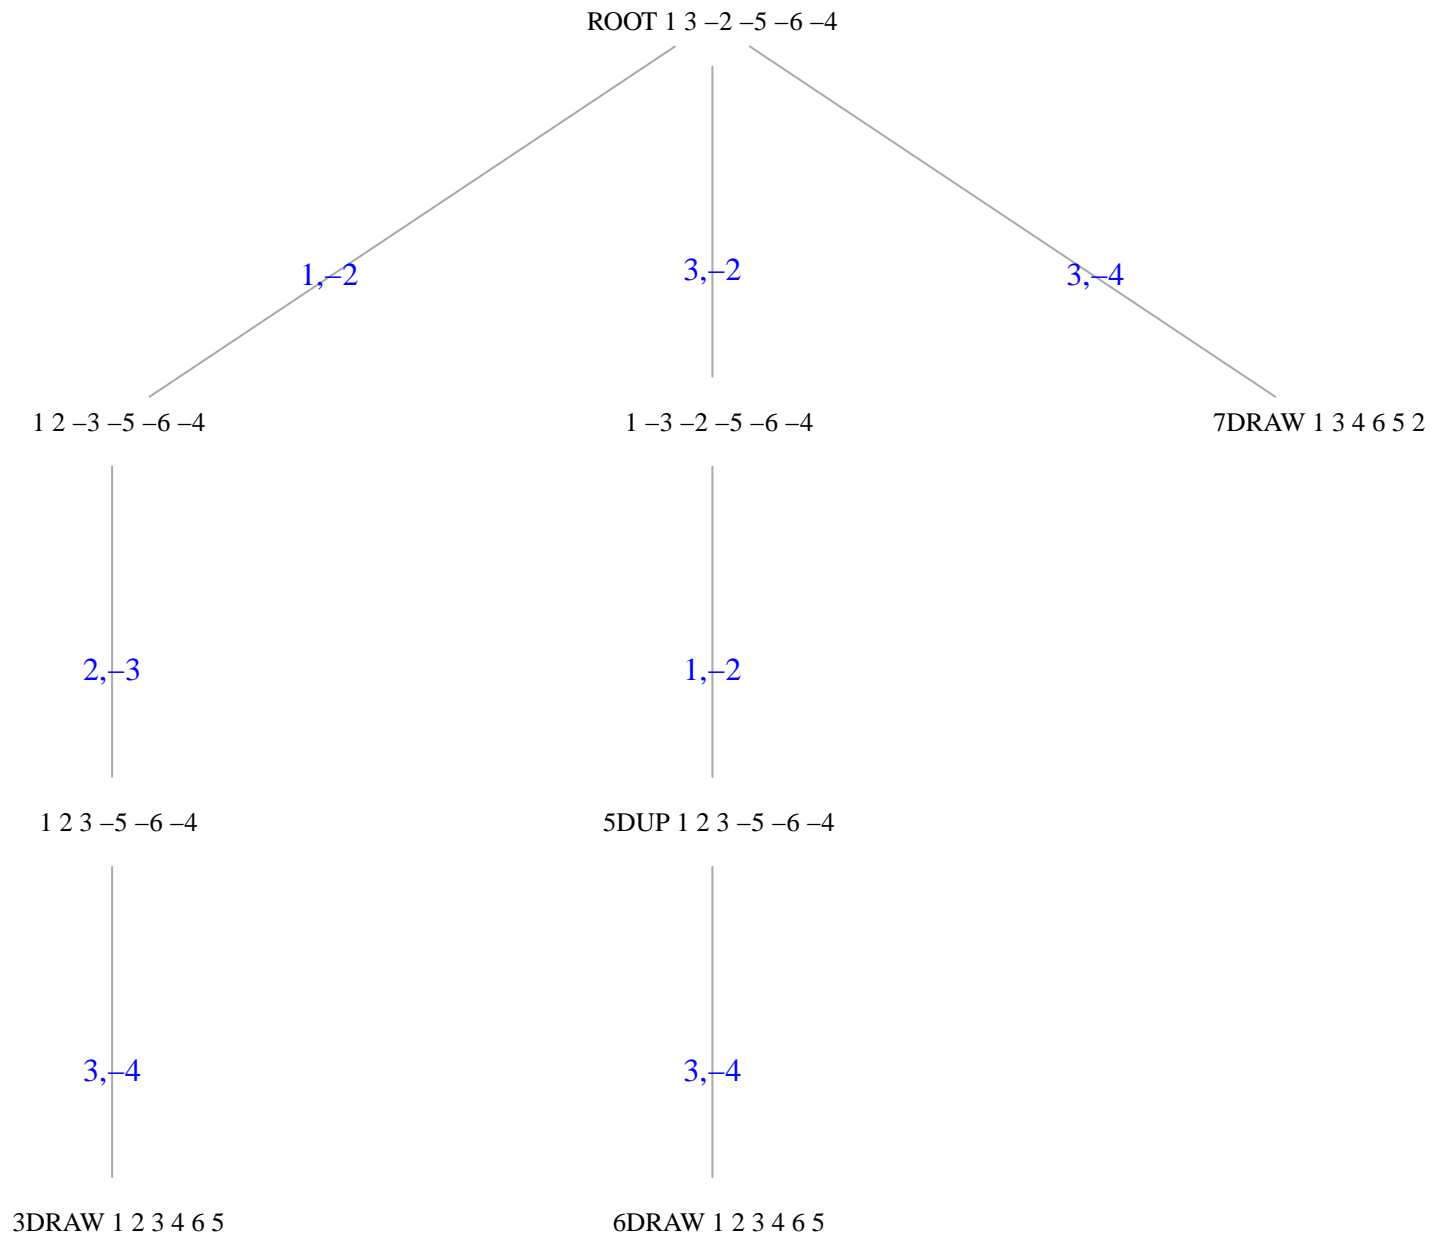 ROOT 1 3 –2 –5 –6 –4
1,–2
3,–2
3,–4
1 2 –3 –5 –6 –4
1 –3 –2 –5 –6 –4
7DRAW 1 3 4 6 5 2
2,–3
1,–2
1 2 3 –5 –6 –4
5DUP 1 2 3 –5 –6 –4
3,–4
3,–4
3DRAW 1 2 3 4 6 5
6DRAW 1 2 3 4 6 5